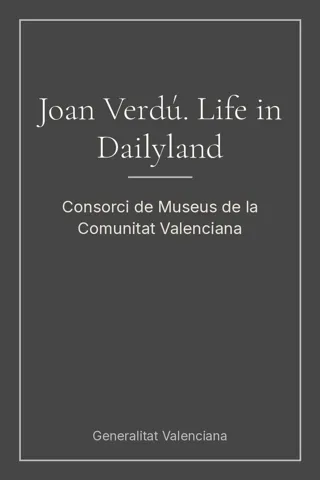 Joan Verdú. Life in
Dailyland
Consorci de Museus de la
Comunitat Valenciana
Generalitat Valenciana